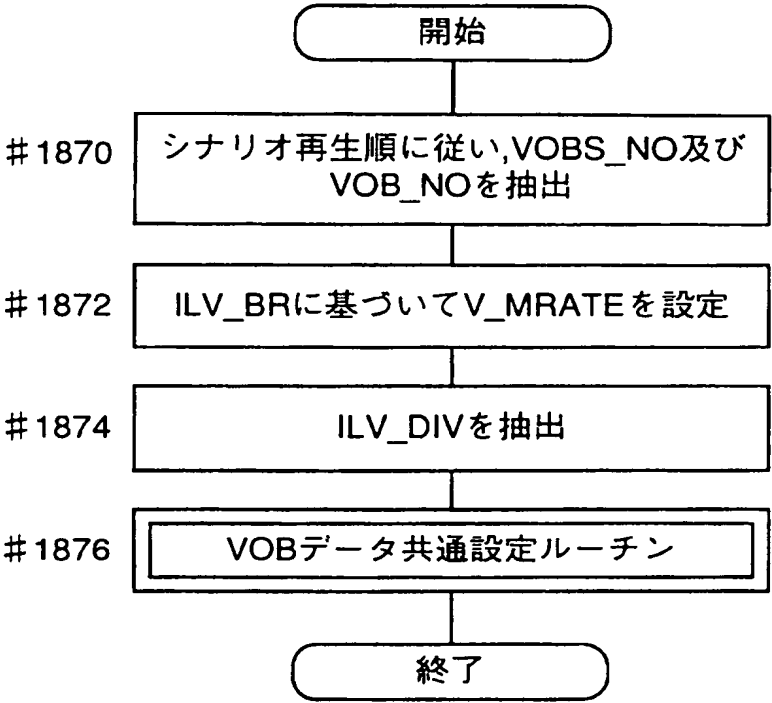 開始
#1870
シナリオ再生順に従い,VOBS_NO及び
VOB_NOを抽出
#1872
ILV_BRに基づいてV_MRATEを設定
#1874
ILV_DIVを抽出
#1876
VOBデータ共通設定ルーチン
終了